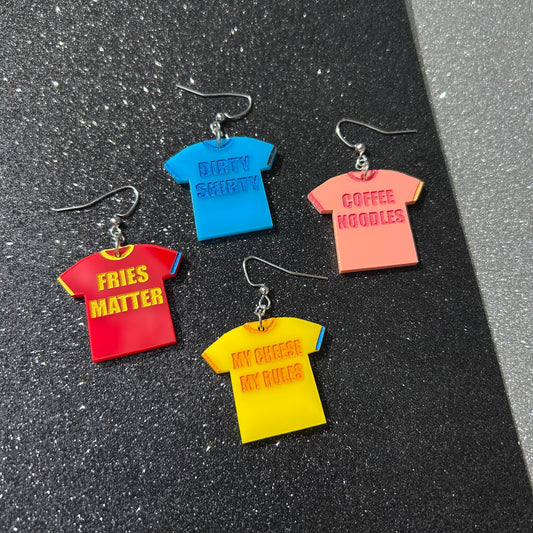 DIRTY
SHIRTY
COFFEE
NOODLES
FRIES
MATTER
MY CHEESE
MY RULES